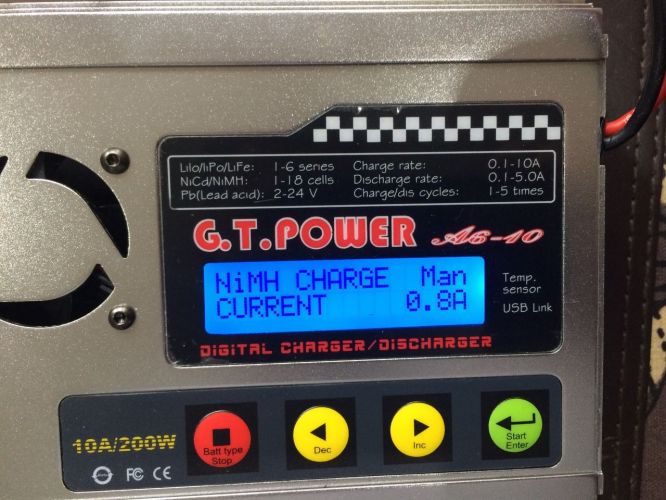 LiIo/liPo/LiFe: 1-6 series Charge rate: 0.1-10A
NiCd/NiMH: 1-18 cells Discharge rate: 0.1-5.0A
Pb(Lead acid): 2-24 V Charge/dis cycles: 1-5 times
G.T.POWER A6-10
NiMH CHARGE Man
CURRENT 0.8A
Temp.
sensor
USB Link
DIGITAL CHARGER/DISCHARGER
10A/200W
Batt type
Stop
Dec
Inc
Start
Enter
FC CE